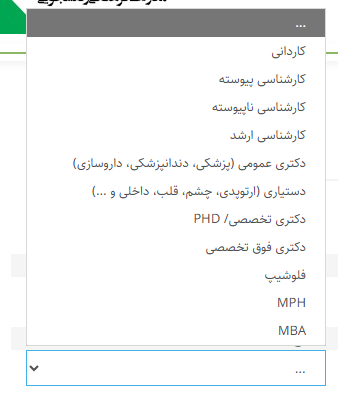 ...
کاردانی
کارشناسی پیوسته
کارشناسی ناپیوسته
کارشناسی ارشد
دکتری عمومی (پزشکی، دندانپزشکی، داروسازی)
دستیاری (ارتوپدی، چشم، قلب، داخلی و ...)
دکتری تخصصی/ PHD
دکتری فوق تخصصی
فلوشیپ
MPH
MBA
...